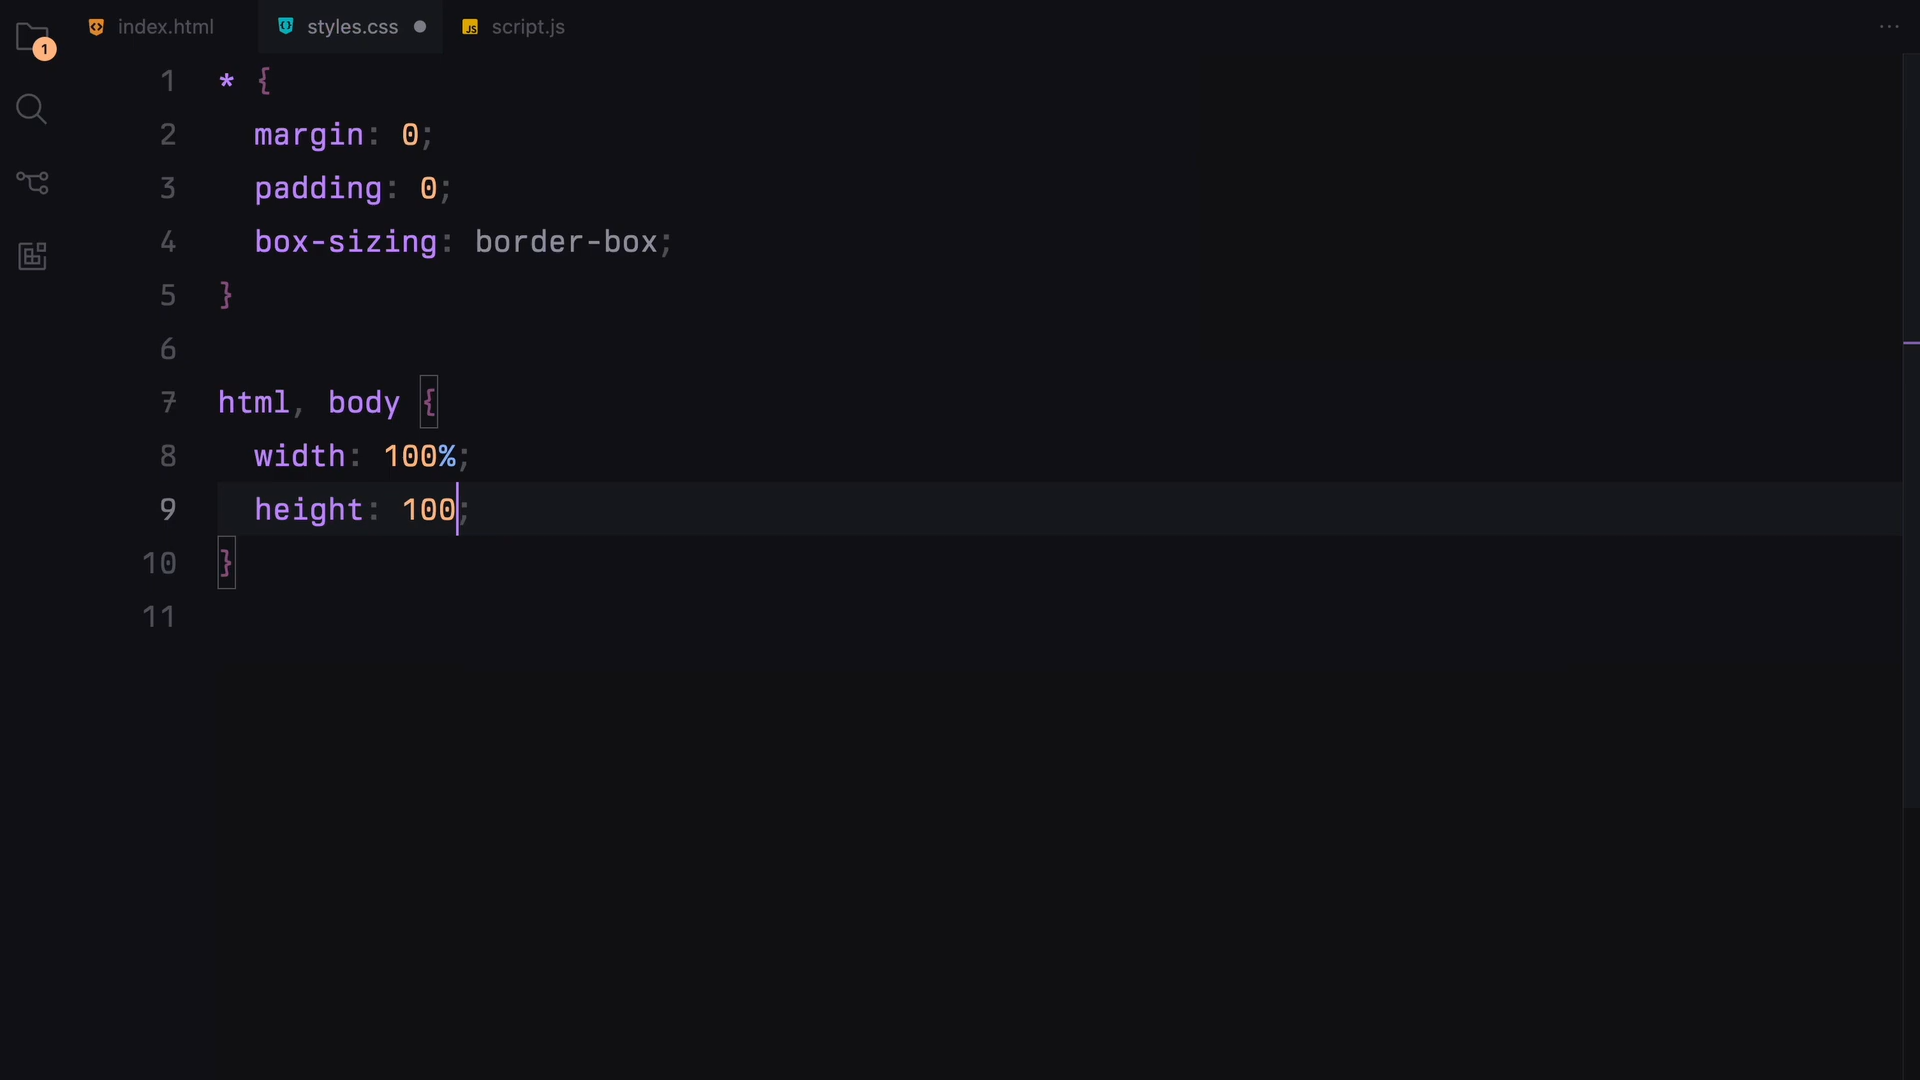 index.html styles.css script.js ...
1
1 * {
2 margin: 0;
3 padding: 0;
4 box-sizing: border-box;
5 }
6
7 html, body {
8 width: 100%;
9 height: 100;
10 }
11